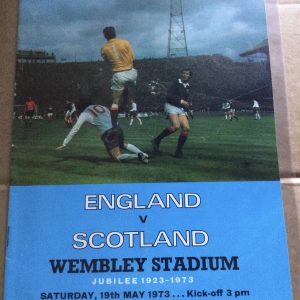 ENGLAND
v
SCOTLAND
WEMBLEY STADIUM
JUBILEE 1923-1973
SATURDAY, 19th MAY 1973 ... Kick-off 3 pm